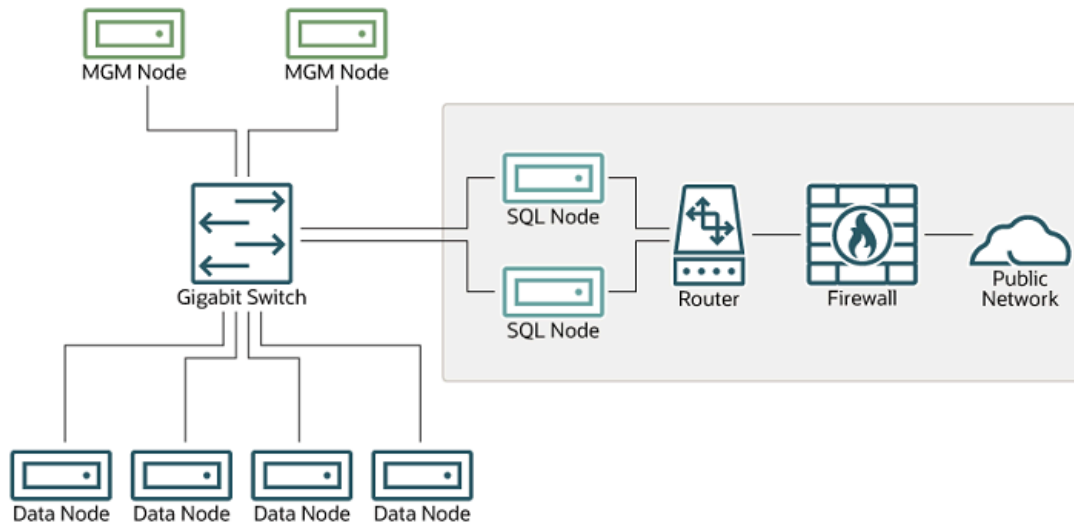 MGM Node
MGM Node
SQL Node
Gigabit Switch
Router
Firewall
Public
Network
SQL Node
Data Node
Data Node
Data Node
Data Node